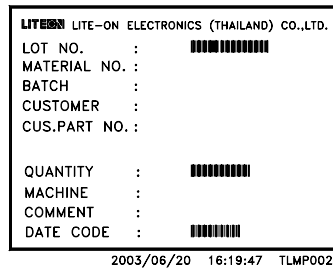 LITEON LITE-ON ELECTRONICS (THAILAND) CO.,LTD.
LOT NO. :
MATERIAL NO. :
BATCH :
CUSTOMER :
CUS.PART NO. :
QUANTITY :
MACHINE :
COMMENT :
DATE CODE :
2003/06/20 16:19:47 TLMP002